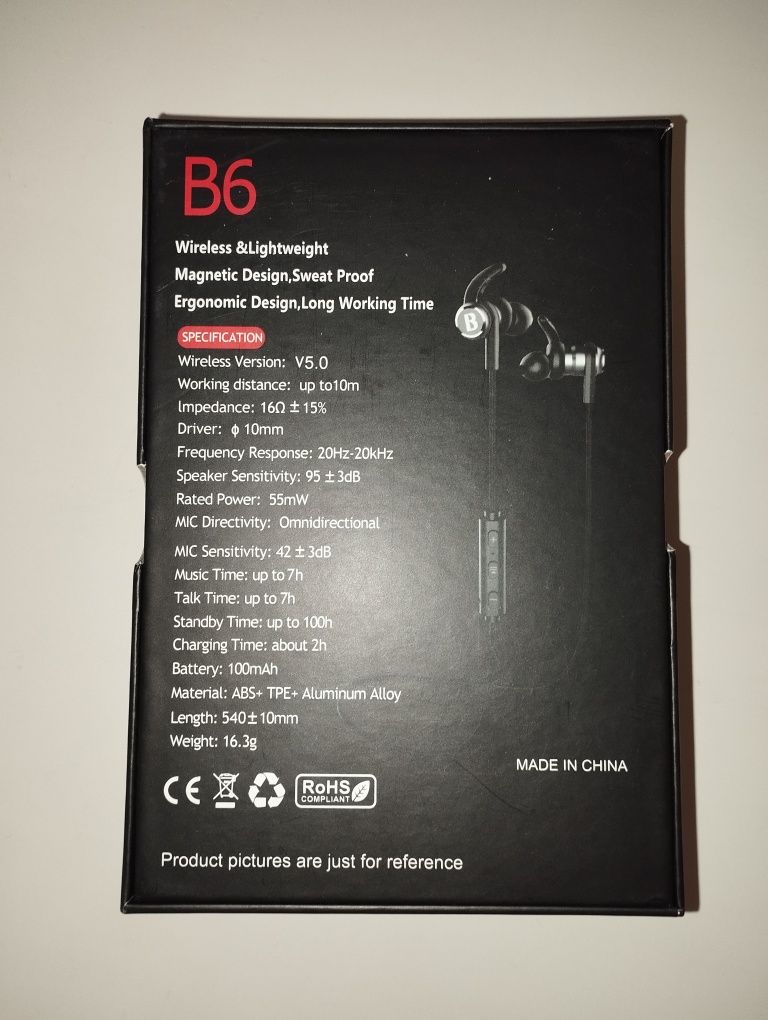 B6
Wireless &Lightweight
Magnetic Design,Sweat Proof
Ergonomic Design,Long Working Time
SPECIFICATION
Wireless Version: V5.0
Working distance: up to10m
Impedance: 16Ω ± 15%
Driver: ϕ 10mm
Frequency Response: 20Hz-20kHz
Speaker Sensitivity: 95 ± 3dB
Rated Power: 55mW
MIC Directivity: Omnidirectional
MIC Sensitivity: 42 ± 3dB
Music Time: up to 7h
Talk Time: up to 7h
Standby Time: up to 100h
Charging Time: about 2h
Battery: 100mAh
Material: ABS+ TPE+ Aluminum Alloy
Length: 540±10mm
Weight: 16.3g
B
MADE IN CHINA
CE
RoHS
COMPLIANT
Product pictures are just for reference